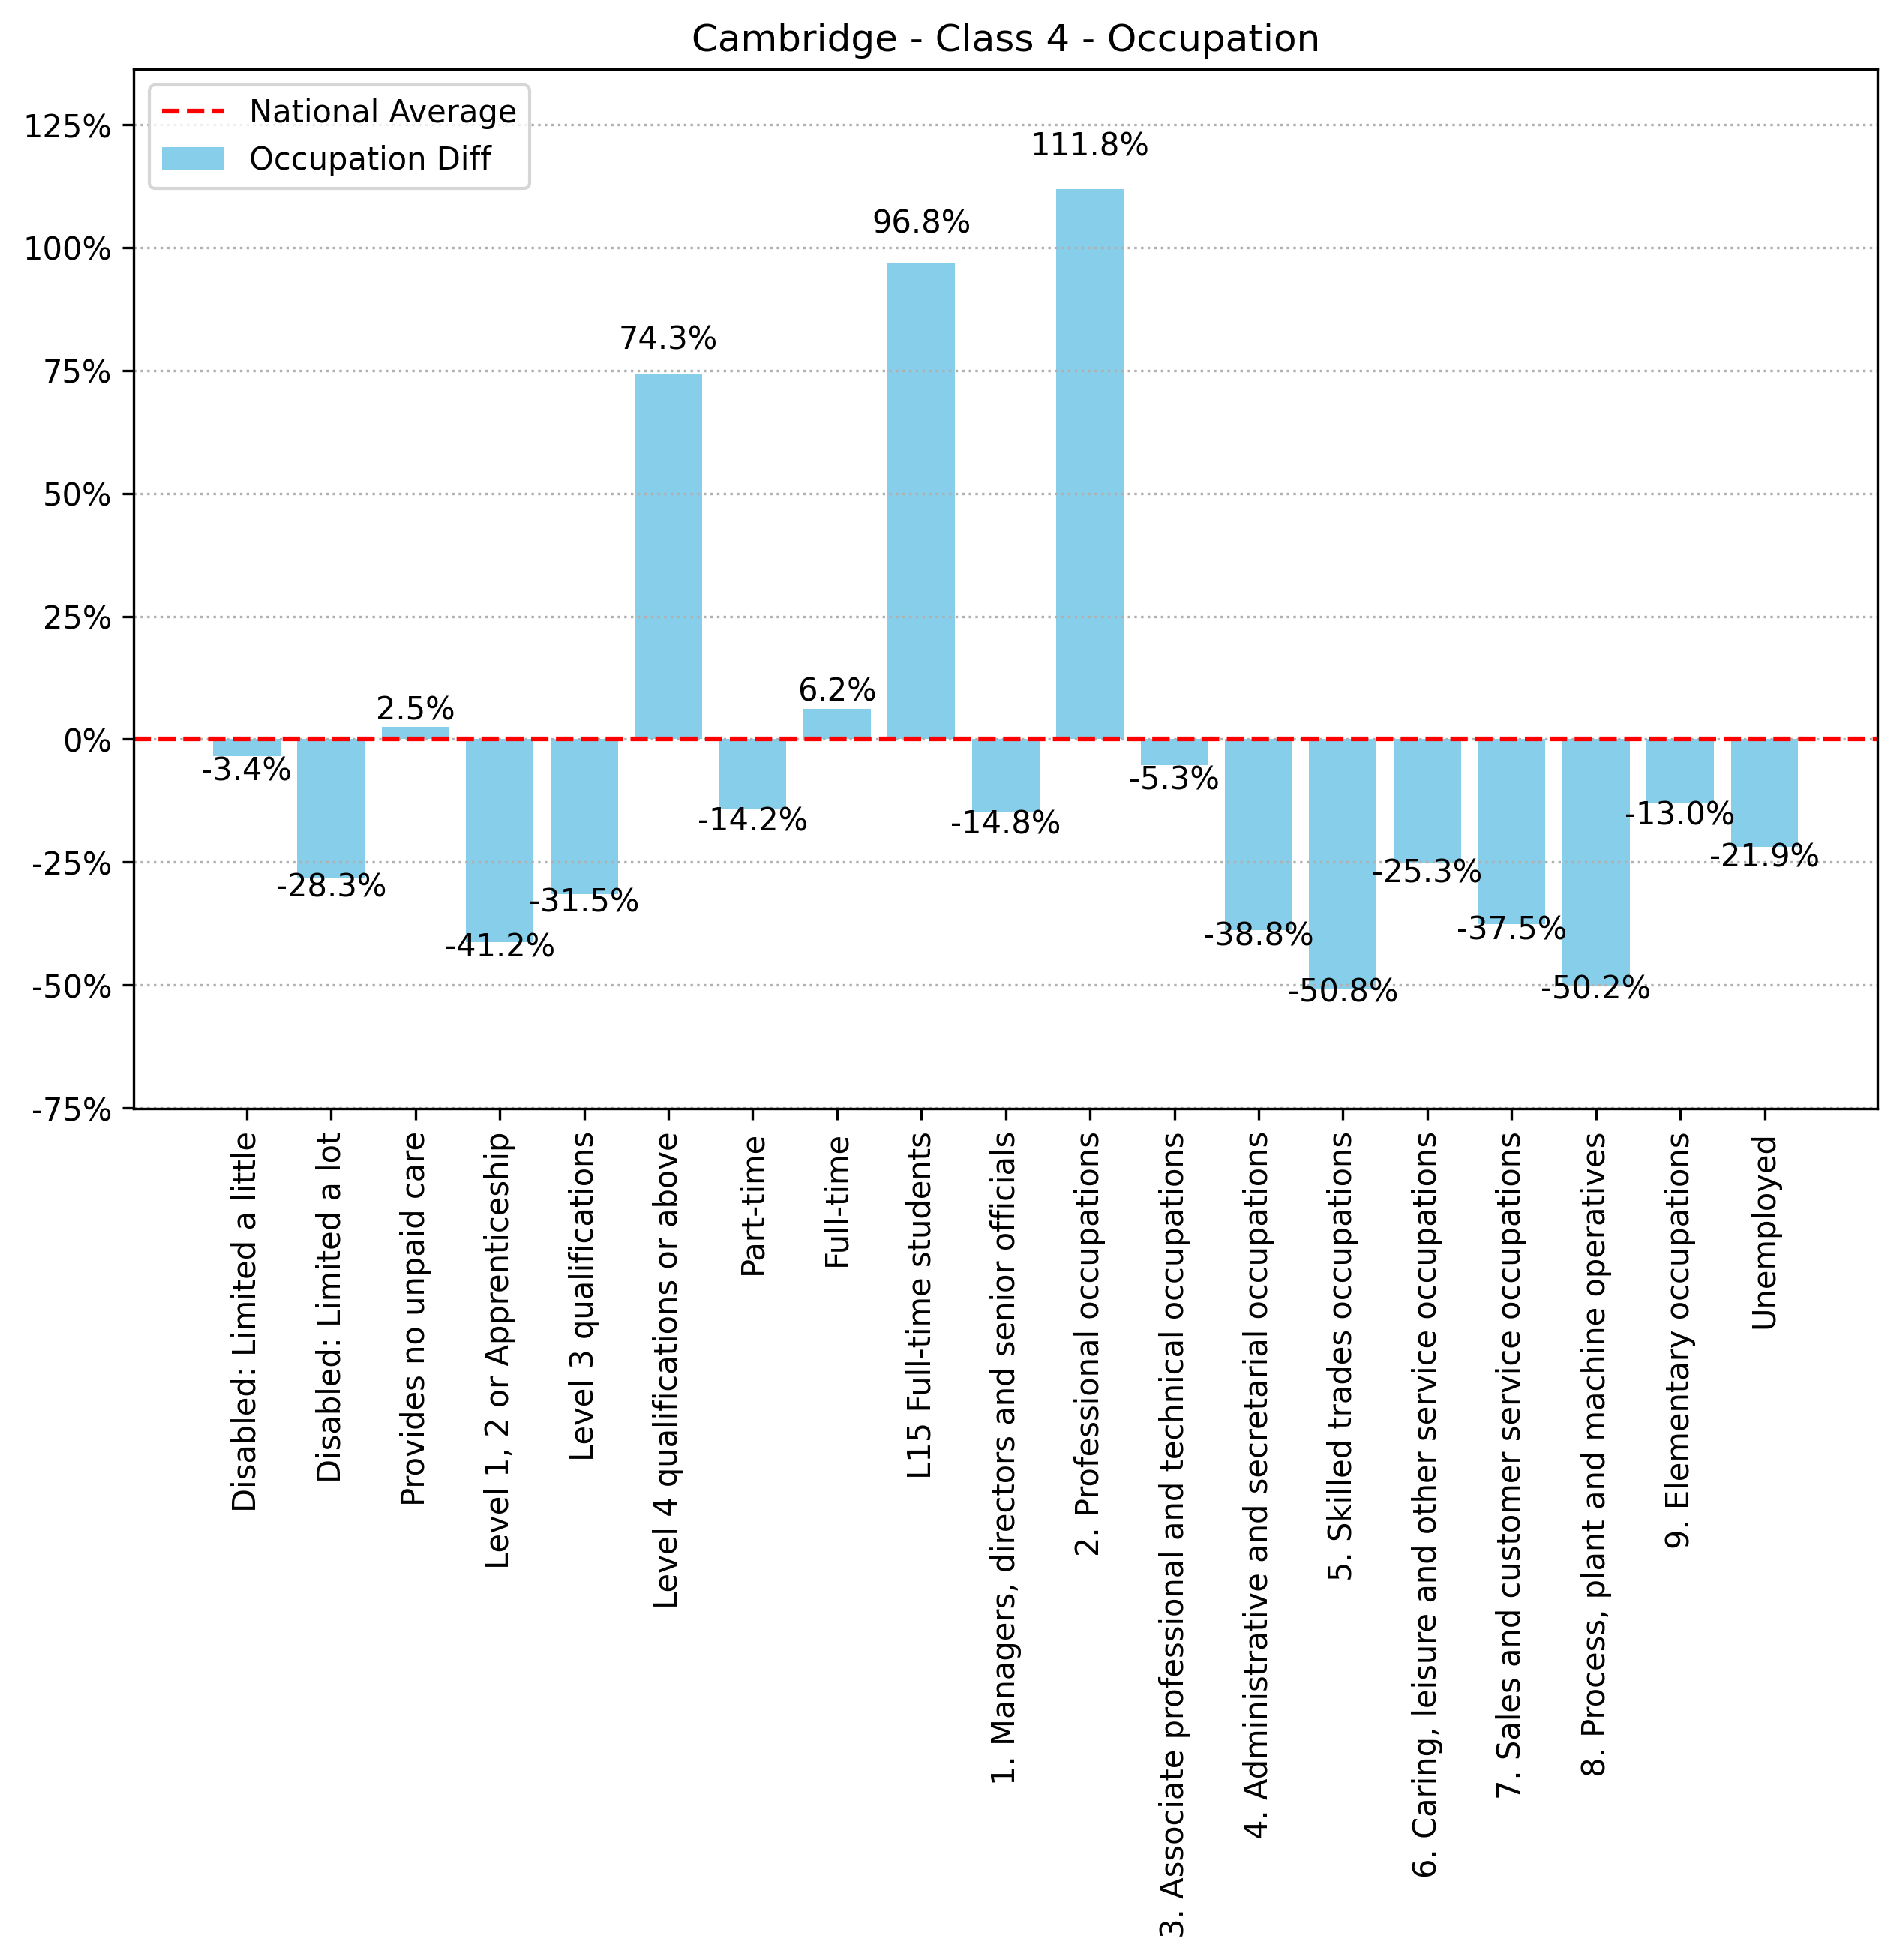 Cambridge - Class 4 - Occupation
National Average
Occupation Diff
125%
100%
75%
50%
25%
0%
-25%
-50%
-75%
-3.4%
-28.3%
2.5%
-41.2%
-31.5%
74.3%
-14.2%
6.2%
96.8%
-14.8%
111.8%
-5.3%
-38.8%
-50.8%
-25.3%
-37.5%
-50.2%
-13.0%
-21.9%
Disabled: Limited a little
Disabled: Limited a lot
Provides no unpaid care
Level 1, 2 or Apprenticeship
Level 3 qualifications
Level 4 qualifications or above
Part-time
Full-time
L15 Full-time students
1. Managers, directors and senior officials
2. Professional occupations
3. Associate professional and technical occupations
4. Administrative and secretarial occupations
5. Skilled trades occupations
6. Caring, leisure and other service occupations
7. Sales and customer service occupations
8. Process, plant and machine operatives
9. Elementary occupations
Unemployed